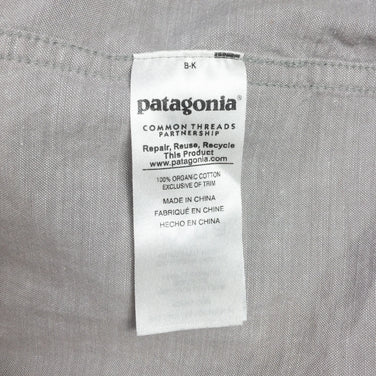 B-K
patagonia®
COMMON THREADS
PARTNERSHIP
Repair, Reuse, Recycle
This Product
www.patagonia.com
100% ORGANIC COTTON
EXCLUSIVE OF TRIM
MADE IN CHINA
FABRIQUÉ EN CHINE
HECHO EN CHINA